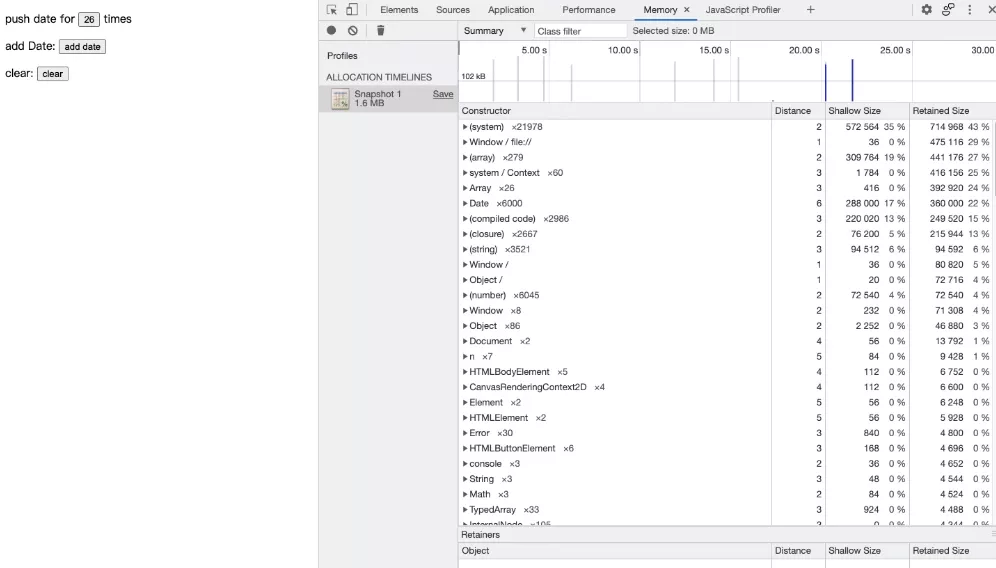 push date for 26 times
add Date: add date
clear: clear
Elements Sources Application Performance Memory × JavaScript Profiler +
Summary ▼ Class filter Selected size: 0 MB
Profiles
ALLOCATION TIMELINES
Snapshot 1 Save
1.6 MB
5.00 s 10.00 s 15.00 s 20.00 s 25.00 s 30.00
102 kB
Constructor Distance Shallow Size Retained Size
(system) ×21978 2 572 564 35 % 714 968 43 %
Window / file:// 1 36 0 % 475 116 29 %
(array) ×279 2 309 764 19 % 441 176 27 %
system / Context ×60 3 1 784 0 % 416 156 25 %
Array ×26 3 416 0 % 392 920 24 %
Date ×6000 6 288 000 17 % 360 000 22 %
(compiled code) ×2986 3 220 020 13 % 249 520 15 %
(closure) ×2667 2 76 200 5 % 215 944 13 %
(string) ×3521 3 94 512 6 % 94 592 6 %
Window / 1 36 0 % 80 820 5 %
Object / 1 20 0 % 72 716 4 %
(number) ×6045 2 72 540 4 % 72 540 4 %
Window ×8 2 232 0 % 71 308 4 %
Object ×86 2 2 252 0 % 46 880 3 %
Document ×2 4 56 0 % 13 792 1 %
n ×7 5 84 0 % 9 428 1 %
HTMLBodyElement ×5 4 112 0 % 6 752 0 %
CanvasRenderingContext2D ×4 4 112 0 % 6 600 0 %
Element ×2 5 56 0 % 6 248 0 %
HTMLElement ×2 5 56 0 % 5 928 0 %
Error ×30 3 840 0 % 4 800 0 %
HTMLButtonElement ×6 3 168 0 % 4 696 0 %
console ×3 2 36 0 % 4 652 0 %
String ×3 3 48 0 % 4 544 0 %
Math ×3 2 84 0 % 4 524 0 %
TypedArray ×33 3 924 0 % 4 488 0 %
InternalNode ×105 3 0 0 % 4 344 0 %
Retainers
Object Distance Shallow Size Retained Size